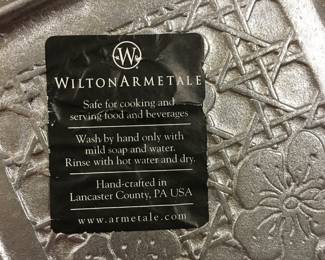 W
WILTONARMETALE
Safe for cooking and
serving food and beverages
Wash by hand only with
mild soap and water.
Rinse with hot water and dry.
Hand-crafted in
Lancaster County, PA USA
www.armetale.com